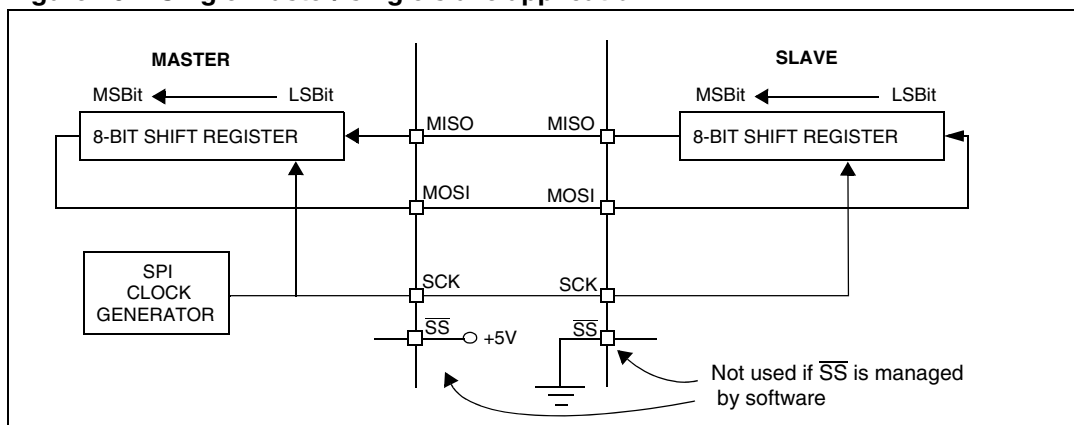 MASTER
SLAVE
MSBit
LSBit
MSBit
LSBit
8-BIT SHIFT REGISTER
MISO
MISO
8-BIT SHIFT REGISTER
MOSI
MOSI
SPI
CLOCK
GENERATOR
SCK
SCK
SS
+5V
SS
Not used if SS is managed
by software